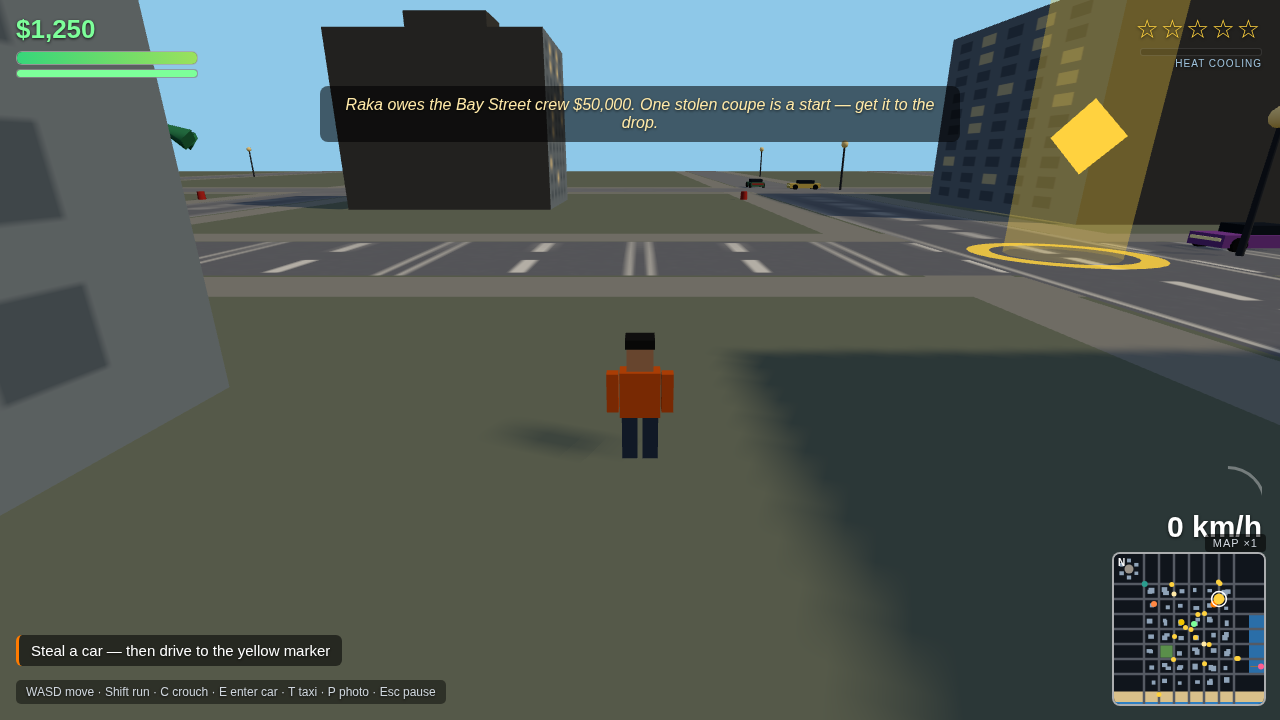 $1,250
☆☆☆☆☆
HEAT COOLING
Raka owes the Bay Street crew $50,000. One stolen coupe is a start — get it to the
drop.
0 km/h
MAP ×1
N
Steal a car — then drive to the yellow marker
WASD move · Shift run · C crouch · E enter car · T taxi · P photo · Esc pause